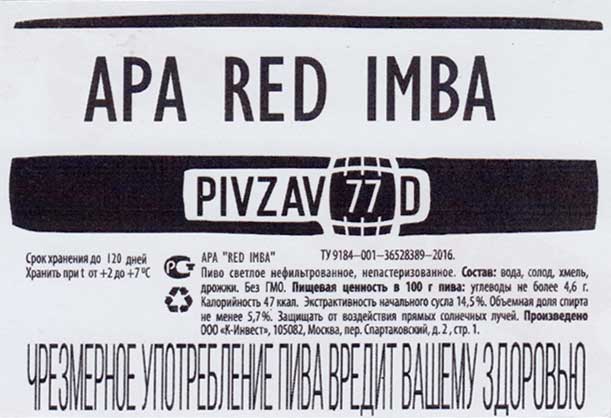 APA RED IMBA
PIVZAV 77 D
Срок хранения до 120 дней
Хранить при t от +2 до +7°C
АРА "RED IMBA" ТУ 9184–001–36528389–2016.
Пиво светлое нефильтрованное, непастеризованное. Состав: вода, солод, хмель,
дрожжи. Без ГМО. Пищевая ценность в 100 г пива: углеводы не более 4,6 г.
Калорийность 47 ккал. Экстрактивность начального сусла 14,5%. Объемная доля спирта
не менее 5,7%. Защищать от воздействия прямых солнечных лучей. Произведено
ООО «К-Инвест», 105082, Москва, пер. Спартаковский, д. 2, стр. 1.
ЧРЕЗМЕРНОЕ УПОТРЕБЛЕНИЕ ПИВА ВРЕДИТ ВАШЕМУ ЗДОРОВЬЮ